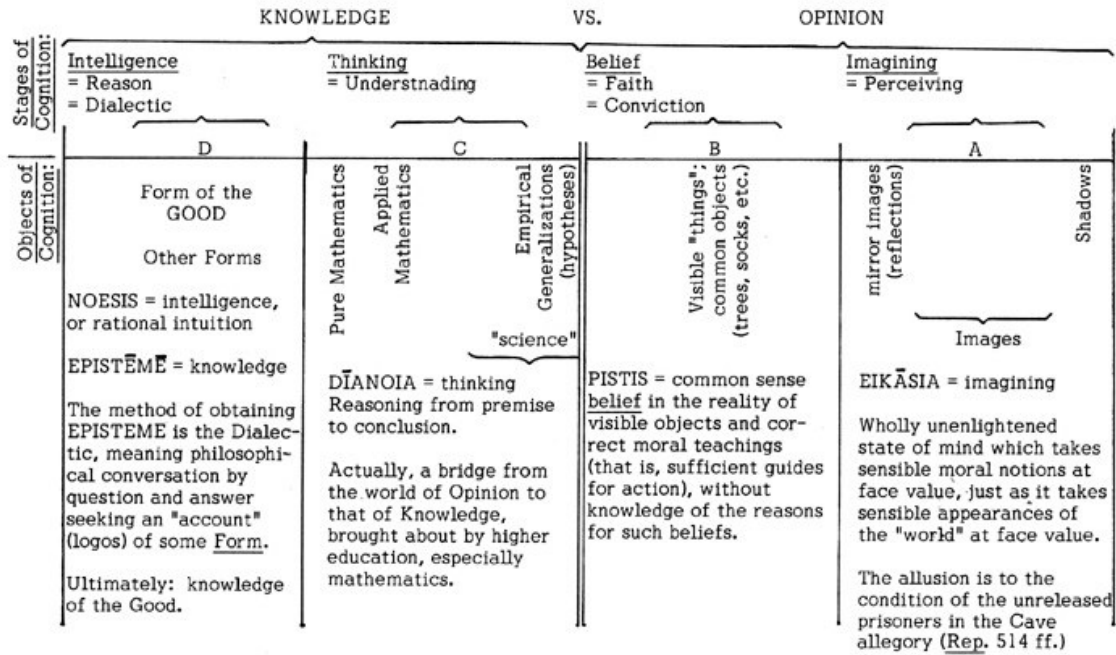 KNOWLEDGE VS. OPINION
Stages of
Cognition:
Intelligence
= Reason
= Dialectic
Thinking
= Understnading
Belief
= Faith
= Conviction
Imagining
= Perceiving
Objects of
Cognition:
D
Form of the
GOOD
Other Forms
NOESIS = intelligence,
or rational intuition
EPISTĒMĒ = knowledge
The method of obtaining
EPISTEME is the Dialec-
tic, meaning philosophi-
cal conversation by
question and answer
seeking an "account"
(logos) of some Form.
Ultimately: knowledge
of the Good.
C
Pure Mathematics
Applied
Mathematics
Empirical
Generalizations
(hypotheses)
"science"
DĪANOIA = thinking
Reasoning from premise
to conclusion.
Actually, a bridge from
the world of Opinion to
that of Knowledge,
brought about by higher
education, especially
mathematics.
B
Visible "things";
common objects
(trees, socks, etc.)
PISTIS = common sense
belief in the reality of
visible objects and cor-
rect moral teachings
(that is, sufficient guides
for action), without
knowledge of the reasons
for such beliefs.
A
mirror images
(reflections)
Shadows
Images
EIKĀSIA = imagining
Wholly unenlightened
state of mind which takes
sensible moral notions at
face value, just as it takes
sensible appearances of
the "world" at face value.
The allusion is to the
condition of the unreleased
prisoners in the Cave
allegory (Rep. 514 ff.)